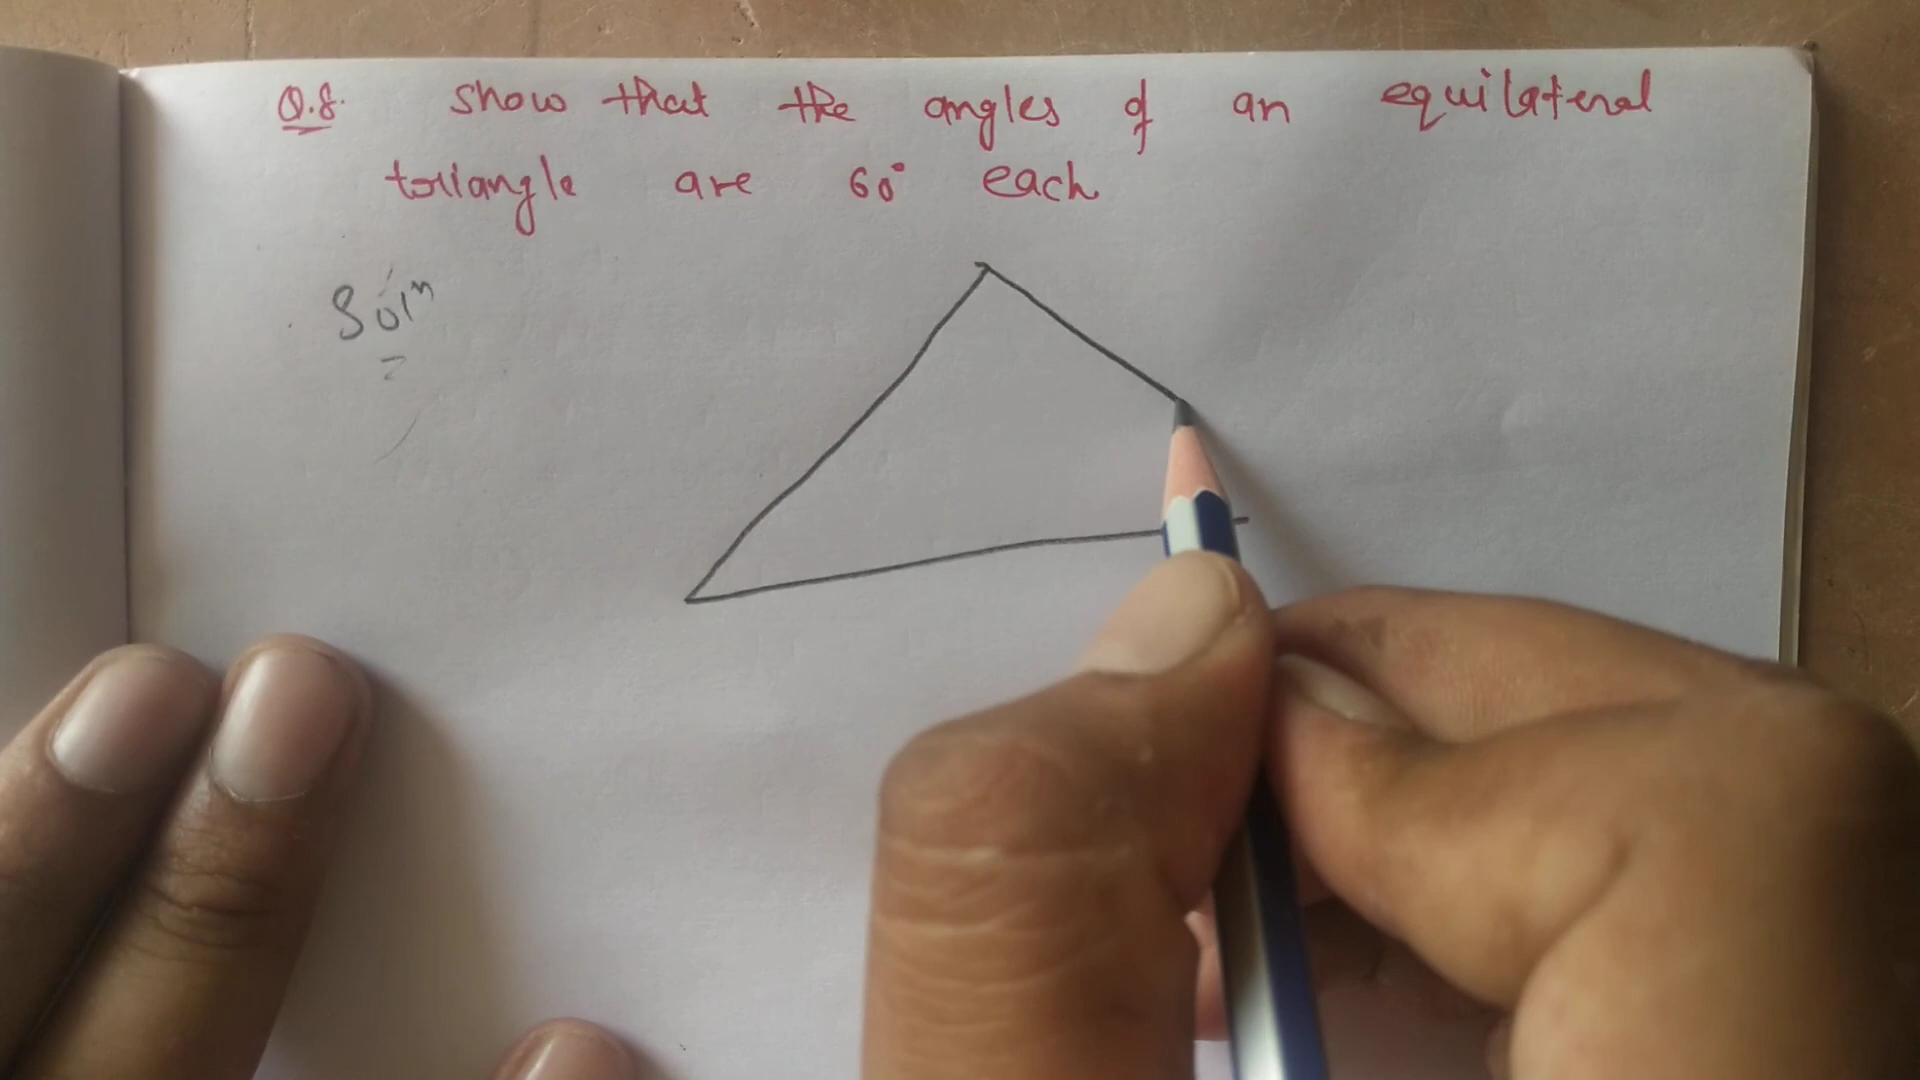 Q.8. show that the angles of an equilateral
triangle are 60° each
Solⁿ